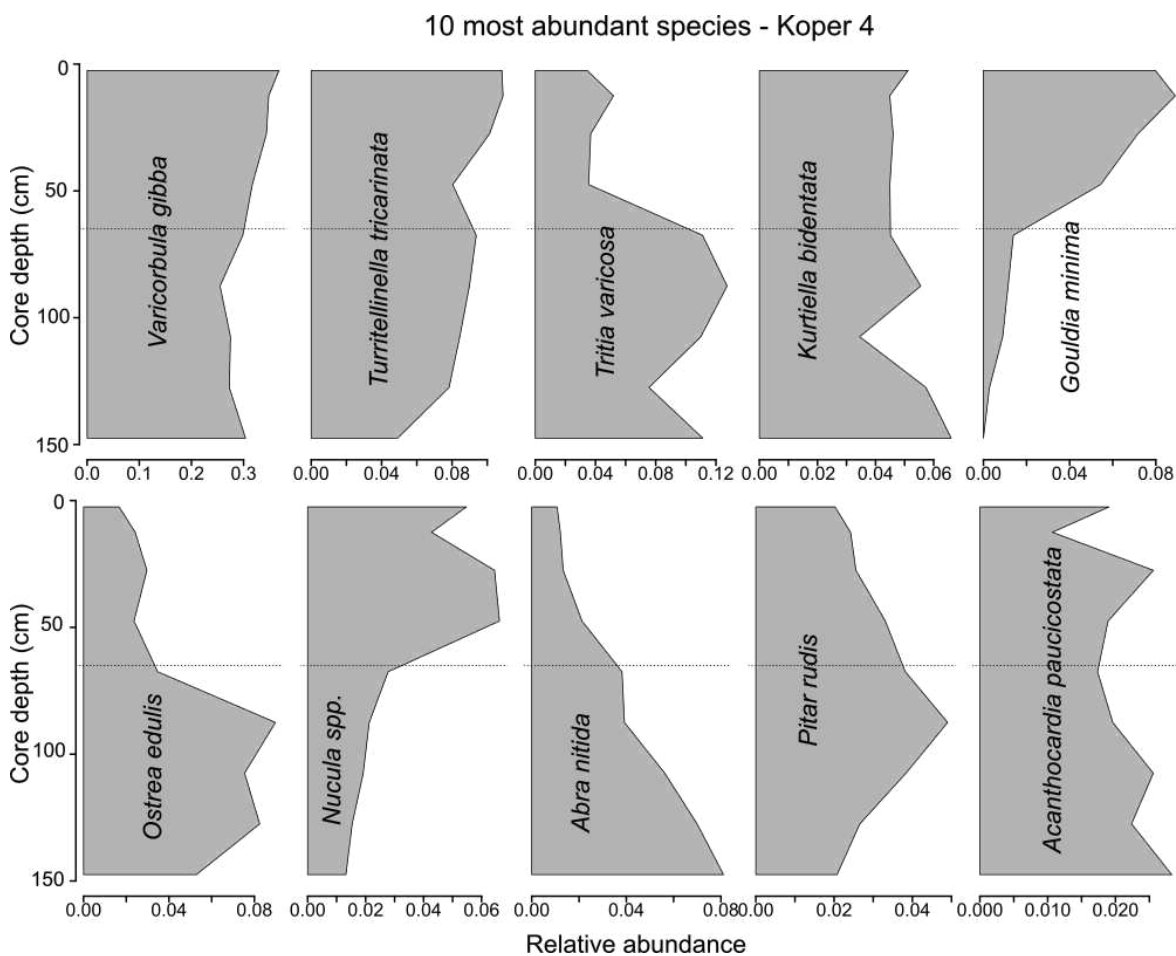 10 most abundant species - Koper 4
Core depth (cm)
0
50
100
150
Varicorbula gibba
Turritellinella tricarinata
Tritia varicosa
Kurtiella bidentata
Gouldia minima
0.0 0.1 0.2 0.3
0.00 0.04 0.08
0.00 0.04 0.08 0.12
0.00 0.02 0.04 0.06
0.00 0.04 0.08
Core depth (cm)
0
50
100
150
Ostrea edulis
Nucula spp.
Abra nitida
Pitar rudis
Acanthocardia paucicostata
0.00 0.04 0.08
0.00 0.02 0.04 0.06
0.00 0.04 0.08
0.00 0.02 0.04
0.000 0.010 0.020
Relative abundance